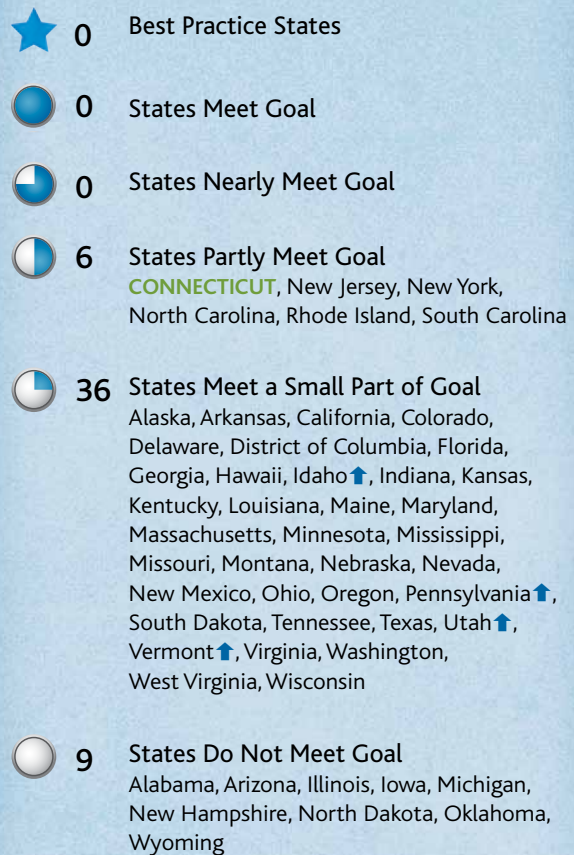 0 Best Practice States
0 States Meet Goal
0 States Nearly Meet Goal
6 States Partly Meet Goal
CONNECTICUT, New Jersey, New York,
North Carolina, Rhode Island, South Carolina
36 States Meet a Small Part of Goal
Alaska, Arkansas, California, Colorado,
Delaware, District of Columbia, Florida,
Georgia, Hawaii, Idaho⬆, Indiana, Kansas,
Kentucky, Louisiana, Maine, Maryland,
Massachusetts, Minnesota, Mississippi,
Missouri, Montana, Nebraska, Nevada,
New Mexico, Ohio, Oregon, Pennsylvania⬆,
South Dakota, Tennessee, Texas, Utah⬆,
Vermont⬆, Virginia, Washington,
West Virginia, Wisconsin
9 States Do Not Meet Goal
Alabama, Arizona, Illinois, Iowa, Michigan,
New Hampshire, North Dakota, Oklahoma,
Wyoming